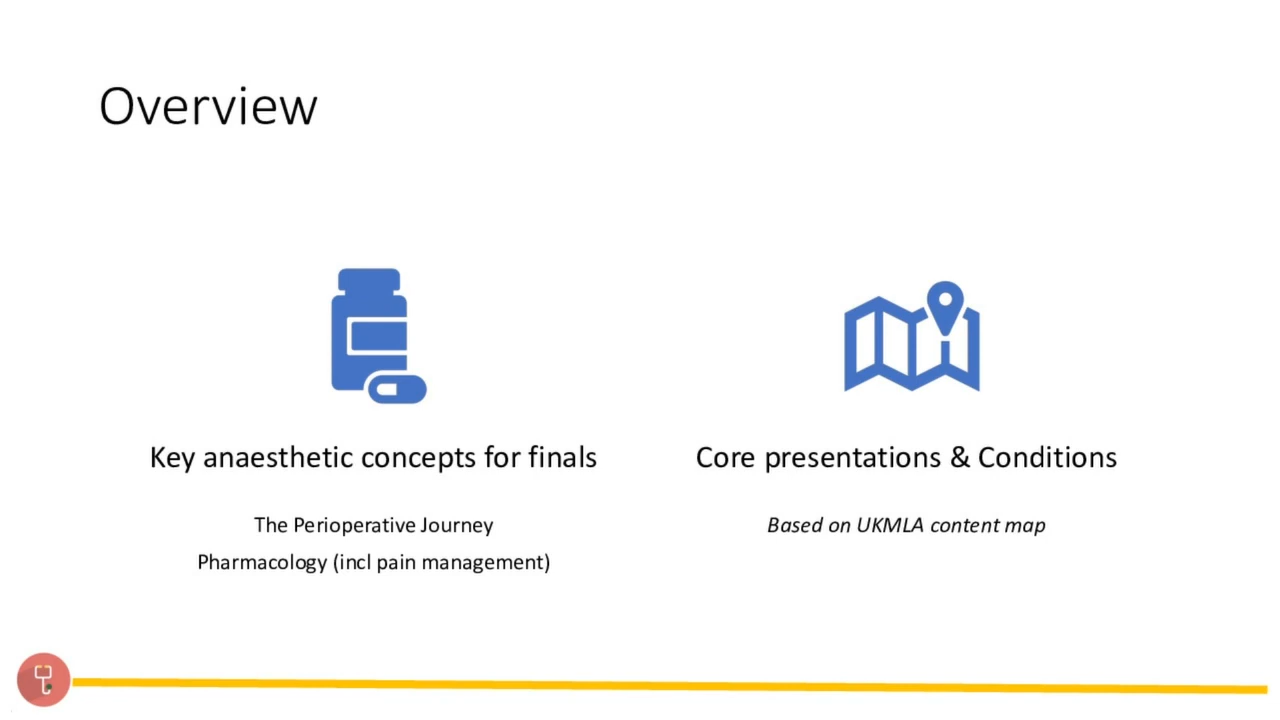 Overview
Key anaesthetic concepts for finals
The Perioperative Journey
Pharmacology (incl pain management)
Core presentations & Conditions
Based on UKMLA content map